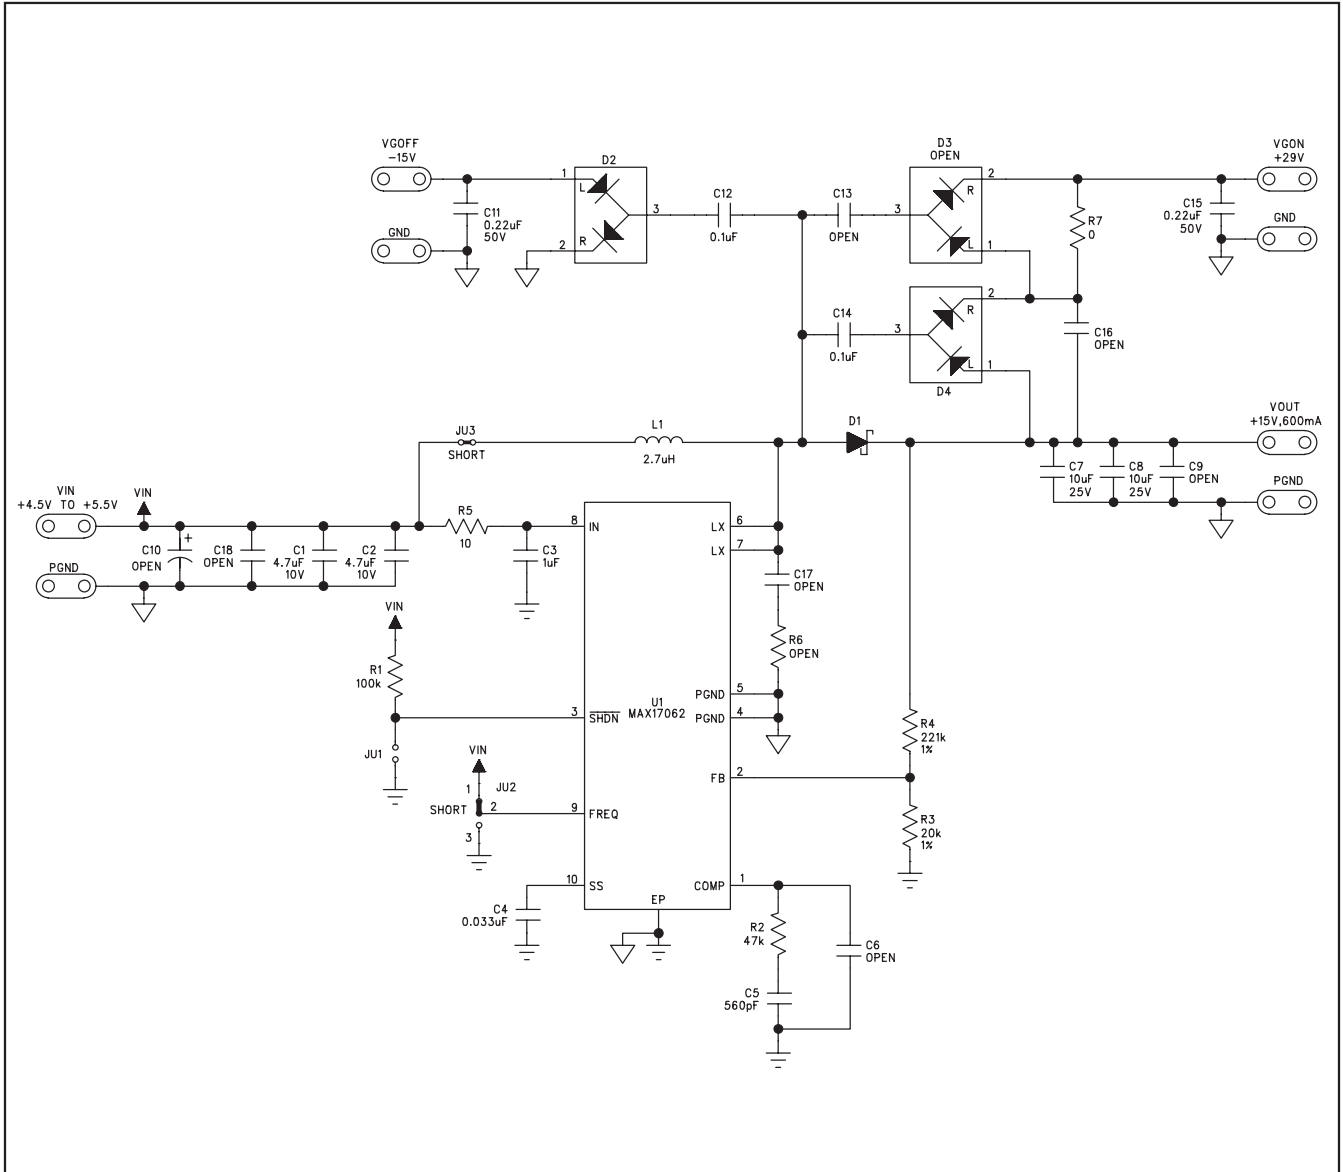 VGOFF
-15V
GND
C11
0.22uF
50V
D2
1
L
R
2
3
C12
0.1uF
C13
OPEN
D3
OPEN
3
2
R
L
1
R7
0
VGON
+29V
C15
0.22uF
50V
GND
C14
0.1uF
3
2
R
L
1
D4
C16
OPEN
VOUT
+15V,600mA
D1
C7
10uF
25V
C8
10uF
25V
C9
OPEN
PGND
JU3
SHORT
L1
2.7uH
VIN
+4.5V TO +5.5V
VIN
PGND
C10
+
OPEN
C18
OPEN
C1
4.7uF
10V
C2
4.7uF
10V
R5
10
C3
1uF
8
IN
LX
6
LX
7
C17
OPEN
R6
OPEN
VIN
R1
100k
JU1
3
SHDN
U1
MAX17062
PGND
5
PGND
4
FB
2
R4
221k
1%
R3
20k
1%
VIN
1
JU2
SHORT
2
3
9
FREQ
10
SS
C4
0.033uF
EP
COMP
1
R2
47k
C6
OPEN
C5
560pF